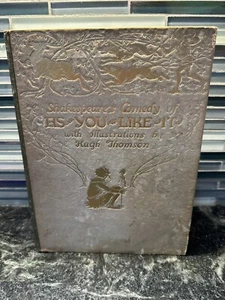 Shakespeare's Comedy of
AS·YOU·LIKE·IT
with illustrations by
Hugh Thomson